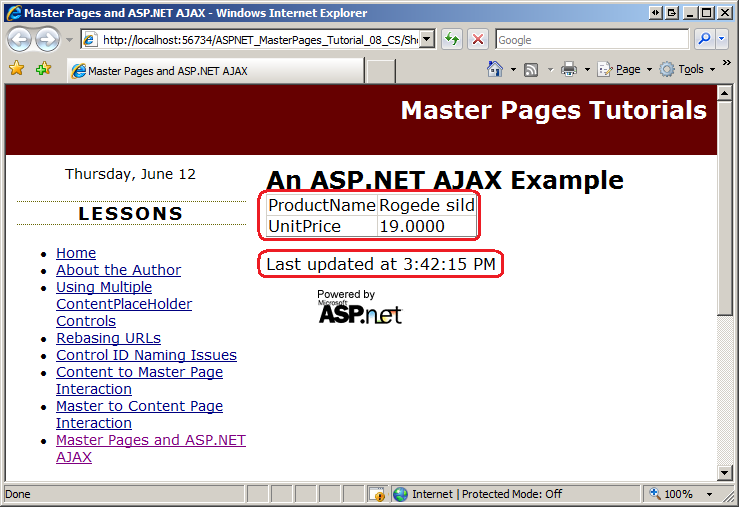 Master Pages and ASP.NET AJAX - Windows Internet Explorer
http://localhost:56734/ASPNET_MasterPages_Tutorial_08_CS/Sho
Google
Master Pages and ASP.NET AJAX
Page
Tools
Master Pages Tutorials
Thursday, June 12
LESSONS
Home
About the Author
Using Multiple
ContentPlaceHolder
Controls
Rebasing URLs
Control ID Naming Issues
Content to Master Page
Interaction
Master to Content Page
Interaction
Master Pages and ASP.NET
AJAX
An ASP.NET AJAX Example
ProductName Rogede sild
UnitPrice 19.0000
Last updated at 3:42:15 PM
Powered by
Microsoft
ASP.net
Done
Internet | Protected Mode: Off
100%